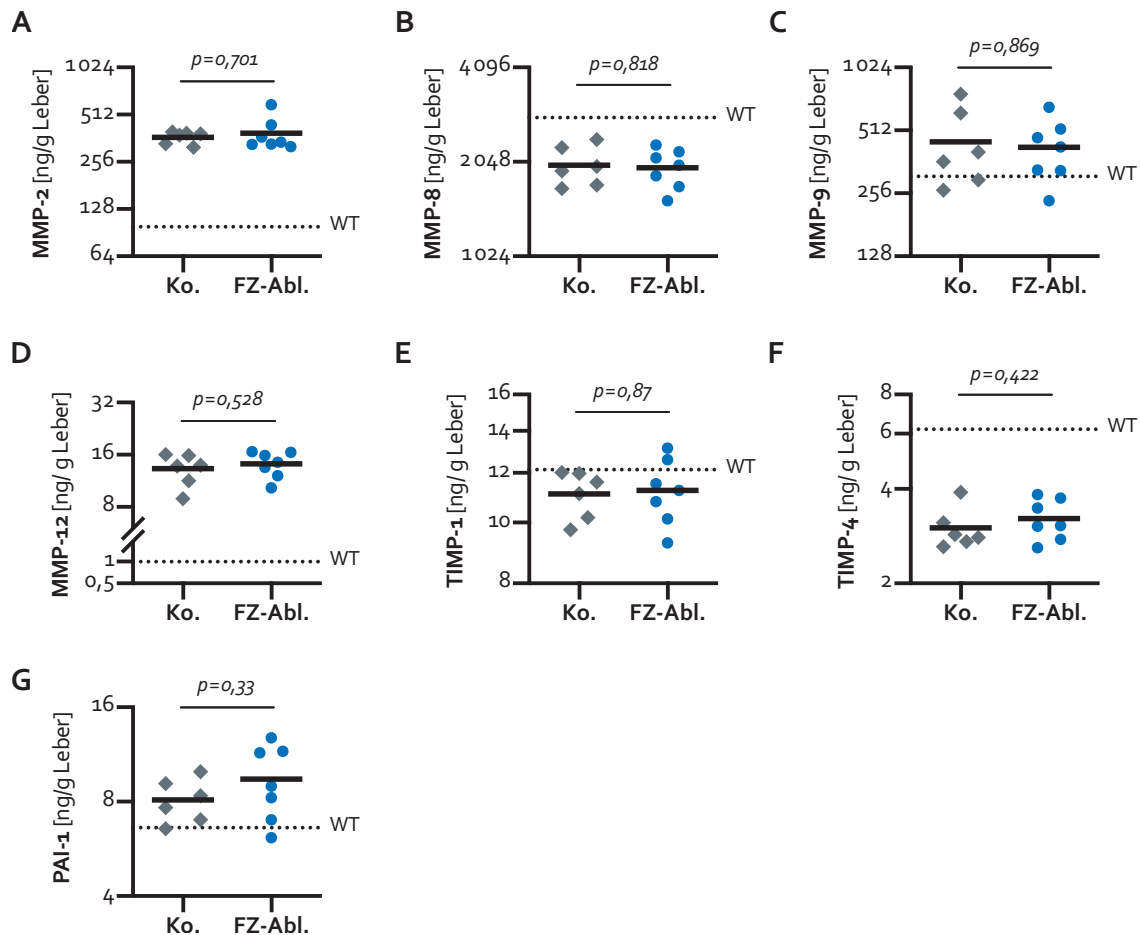 A
B
C
p=0,701
p=0,818
p=0,869
MMP-2 [ng/g Leber]
1024
512
256
128
64
WT
Ko.
FZ-Abl.
MMP-8 [ng/g Leber]
4096
2048
1024
WT
Ko.
FZ-Abl.
MMP-9 [ng/g Leber]
1024
512
256
128
WT
Ko.
FZ-Abl.
D
E
F
p=0,528
p=0,87
p=0,422
MMP-12 [ng/ g Leber]
32
16
8
1
0,5
WT
Ko.
FZ-Abl.
TIMP-1 [ng/ g Leber]
16
14
12
10
8
WT
Ko.
FZ-Abl.
TIMP-4 [ng/ g Leber]
8
6
4
2
WT
Ko.
FZ-Abl.
G
p=0,33
PAI-1 [ng/g Leber]
16
8
4
WT
Ko.
FZ-Abl.